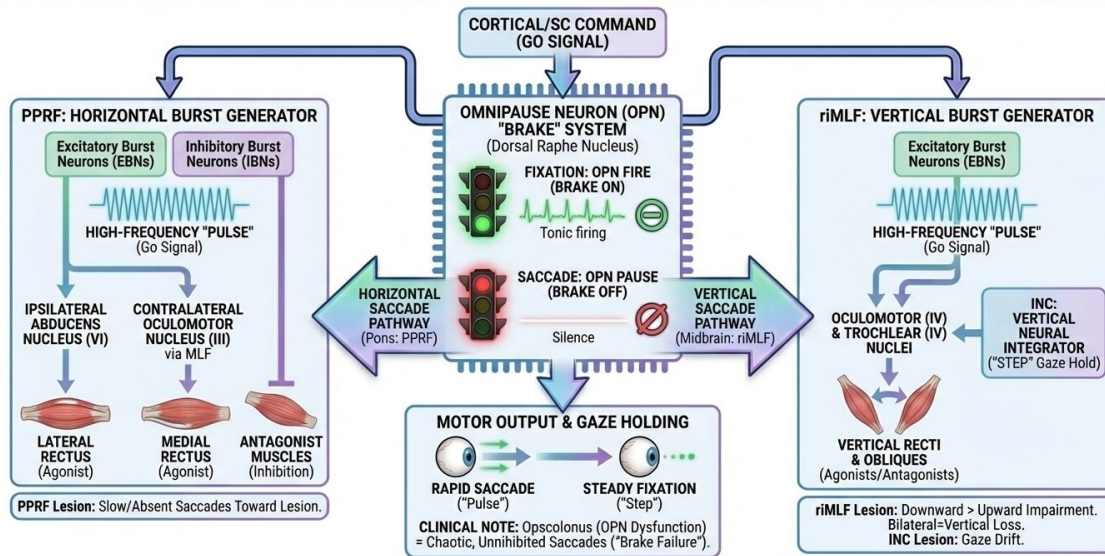 CORTICAL/SC COMMAND
(GO SIGNAL)
PPRF: HORIZONTAL BURST GENERATOR
Excitatory Burst
Neurons (EBNs)
Inhibitory Burst
Neurons (IBNs)
HIGH-FREQUENCY "PULSE"
(Go Signal)
IPSILATERAL
ABDUCENS
NUCLEUS (VI)
CONTRALATERAL
OCULOMOTOR
NUCLEUS (III)
via MLF
LATERAL
RECTUS
(Agonist)
MEDIAL
RECTUS
(Agonist)
ANTAGONIST
MUSCLES
(Inhibition)
PPRF Lesion: Slow/Absent Saccades Toward Lesion.
OMNIPAUSE NEURON (OPN)
"BRAKE" SYSTEM
(Dorsal Raphe Nucleus)
FIXATION: OPN FIRE
(BRAKE ON)
Tonic firing
SACCADE: OPN PAUSE
(BRAKE OFF)
Silence
HORIZONTAL
SACCADE
PATHWAY
(Pons: PPRF)
VERTICAL
SACCADE
PATHWAY
(Midbrain: riMLF)
MOTOR OUTPUT & GAZE HOLDING
RAPID SACCADE
("Pulse")
STEADY FIXATION
("Step")
CLINICAL NOTE: Opscolonus (OPN Dysfunction)
= Chaotic, Unnihibited Saccades ("Brake Failure").
riMLF: VERTICAL BURST GENERATOR
Excitatory Burst
Neurons (EBNs)
HIGH-FREQUENCY "PULSE"
(Go Signal)
OCULOMOTOR (IV)
& TROCHLEAR (IV)
NUCLEI
INC:
VERTICAL
NEURAL
INTEGRATOR
("STEP" Gaze Hold)
VERTICAL RECTI
& OBLIQUES
(Agonists/Antagonists)
riMLF Lesion: Downward > Upward Impairment.
Bilateral=Vertical Loss.
INC Lesion: Gaze Drift.